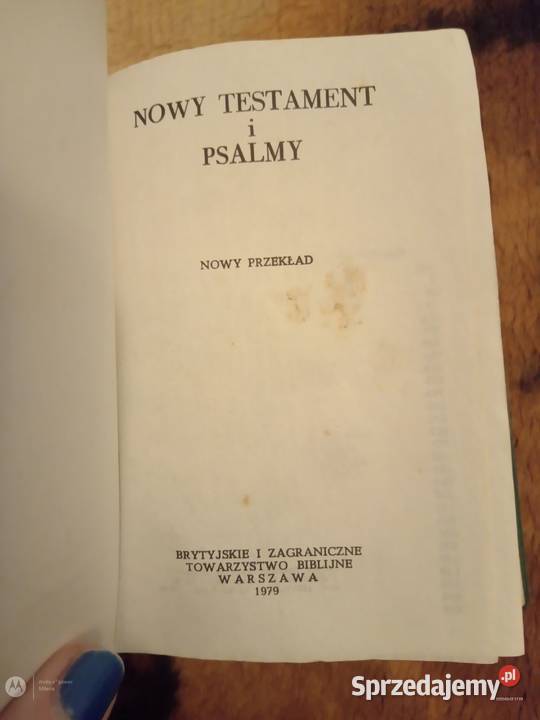 NOWY TESTAMENT
i
PSALMY
NOWY PRZEKŁAD
BRYTYJSKIE I ZAGRANICZNE
TOWARZYSTWO BIBLIJNE
WARSZAWA
1979
Sprzedajemy.pl